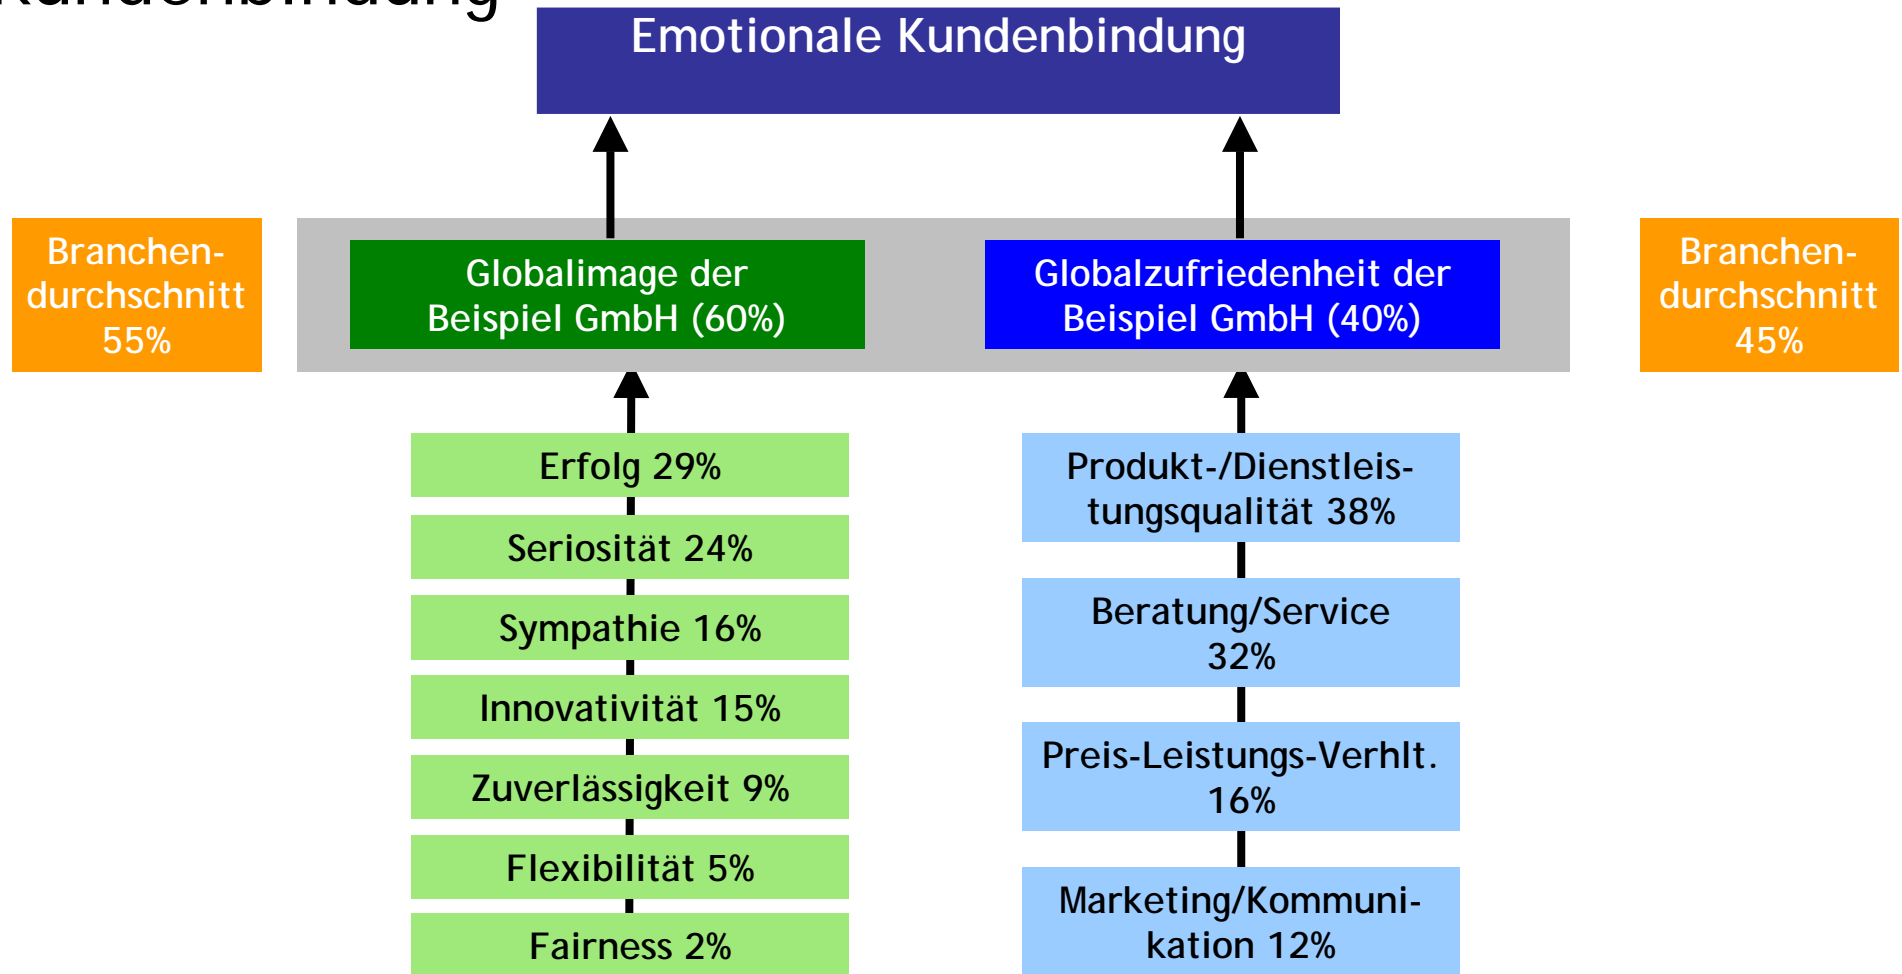 Kundenbindung
Emotionale Kundenbindung
Branchen-
durchschnitt
55%
Globalimage der
Beispiel GmbH (60%)
Globalzufriedenheit der
Beispiel GmbH (40%)
Branchen-
durchschnitt
45%
Erfolg 29%
Seriosität 24%
Sympathie 16%
Innovativität 15%
Zuverlässigkeit 9%
Flexibilität 5%
Fairness 2%
Produkt-/Dienstleis-
tungsqualität 38%
Beratung/Service
32%
Preis-Leistungs-Verhlt.
16%
Marketing/Kommuni-
kation 12%